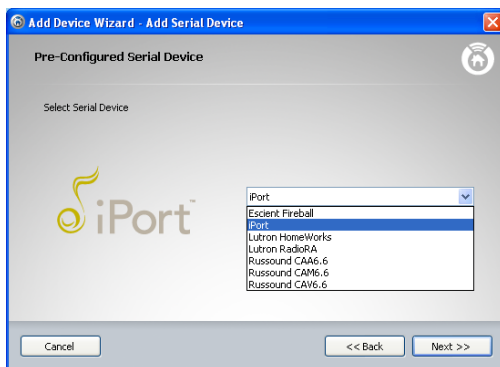 Add Device Wizard - Add Serial Device
Pre-Configured Serial Device
Select Serial Device
iPort™
iPort
Escient Fireball
iPort
Lutron HomeWorks
Lutron RadioRA
Russound CAA6.6
Russound CAM6.6
Russound CAV6.6
Cancel
<< Back
Next >>